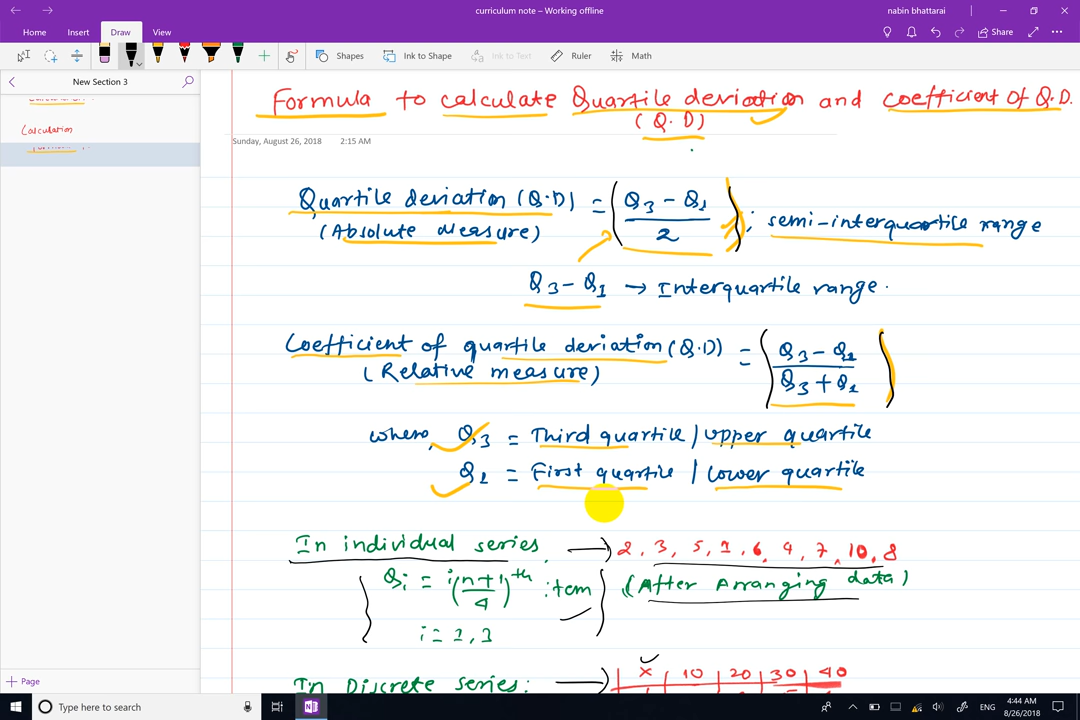 curriculum note – Working offline
nabin bhattarai
Home Insert Draw View
Share
Shapes Ink to Shape Ink to Text Ruler Math
New Section 3
Calculation
Formula to calculate Quartile deviation and coefficient of Q.D.
(Q.D)
Sunday, August 26, 2018 2:15 AM
Quartile deviation (Q.D) = (Q3 - Q1 / 2) ; semi-interquartile range
(Absolute Measure)
Q3 - Q1 → Interquartile range.
Coefficient of quartile deviation (Q.D) = (Q3 - Q1 / Q3 + Q1)
(Relative measure)
where, Q3 = Third quartile / upper quartile
Q1 = First quartile / Lower quartile
In individual series. → 2, 3, 5, 1, 6, 4, 7, 10, 8
Qi = i(n+1 / 4)th item (After Arranging data)
i = 1, 3
In Discrete series: → x 10 20 30 40
+ Page
Type here to search
ENG
4:44 AM
8/26/2018